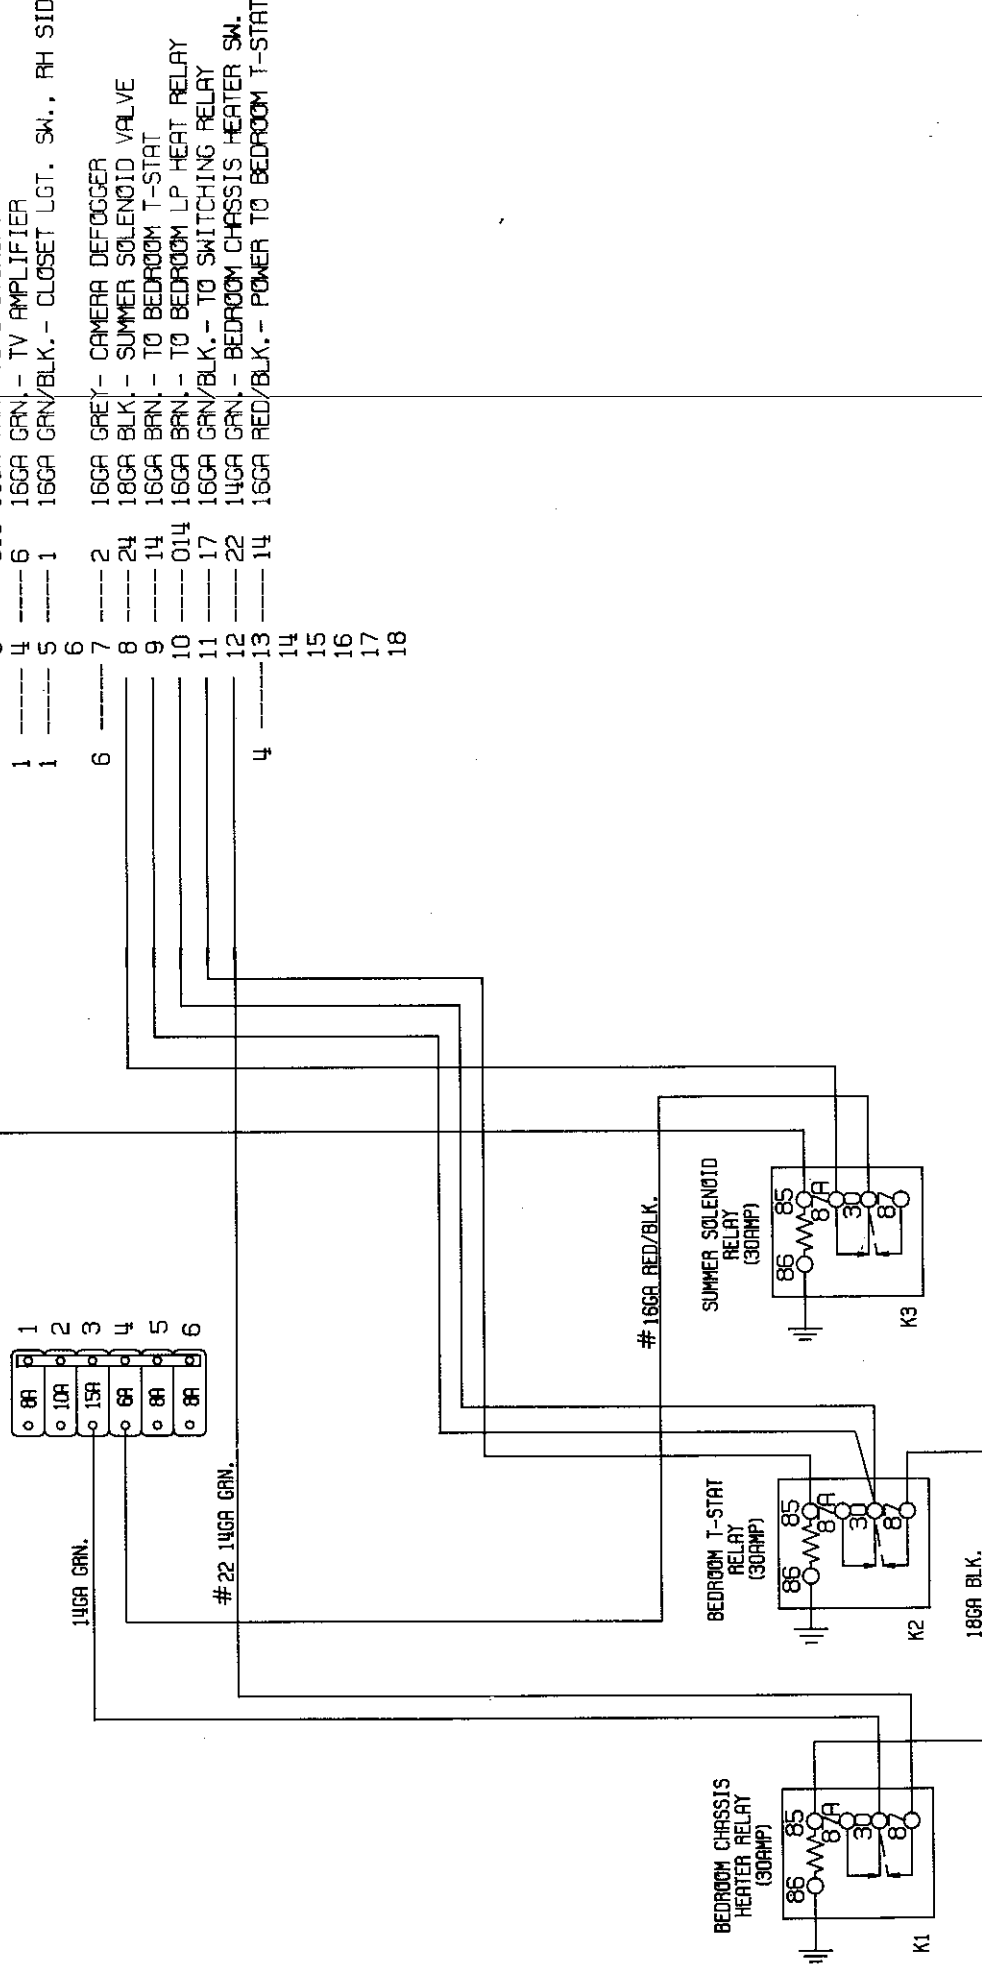 1 ------ 4 ----- 6 16GA GRN.- TV AMPLIFIER
1 ------ 5 ----- 1 16GA GRN/BLK.- CLOSET LGT. SW., RH SID
6
6 ------ 7 ----- 2 16GA GREY- CAMERA DEFOGGER
8 ----- 24 18GA BLK.- SUMMER SOLENOID VALVE
9 ----- 14 16GA BRN.- TO BEDROOM T-STAT
10 ----- 014 16GA BRN.- TO BEDROOM LP HEAT RELAY
11 ----- 17 16GA GRN/BLK.- TO SWITCHING RELAY
12 ----- 22 14GA GRN.- BEDROOM CHASSIS HEATER SW.
4 ------ 13 ----- 14 16GA RED/BLK.- POWER TO BEDROOM T-STAT
14
15
16
17
18
8A 1
10A 2
15A 3
6A 4
8A 5
8A 6
14GA GRN.
#22 14GA GRN.
#16GA RED/BLK.
BEDROOM CHASSIS
HEATER RELAY
(30AMP)
86 85
87A
30
87
K1
BEDROOM T-STAT
RELAY
(30AMP)
86 85
87A
30
87
K2
18GA BLK.
SUMMER SOLENOID
RELAY
(30AMP)
86 85
87A
30
87
K3